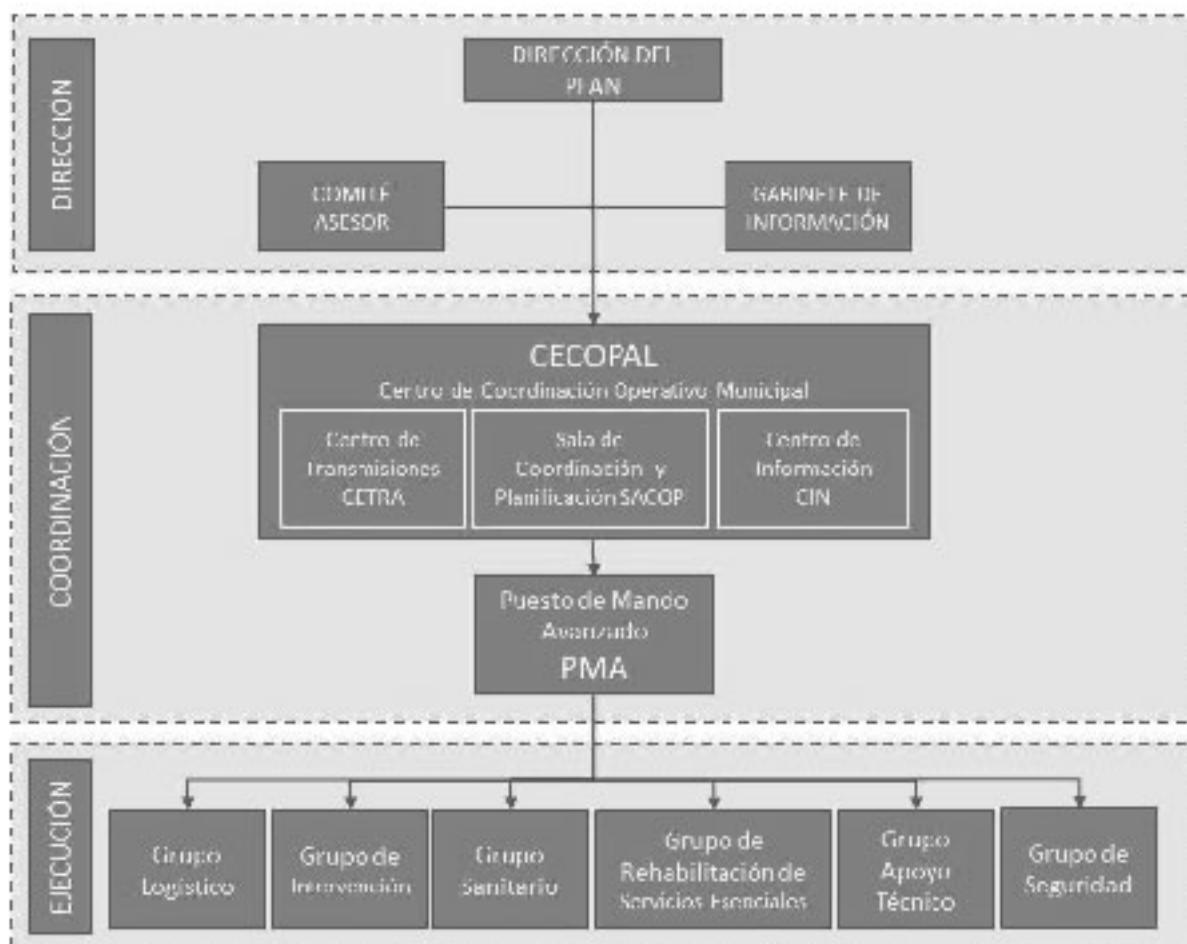 DIRECCION
DIRECCIÓN DEL
PLAN
COMITÉ
ASESOR
GABINETE DE
INFORMACIÓN
COORDINACIÓN
CECOPAL
Centro de Coordinación Operativo Municipal
Centro de
Transmisiones
CETRA
Sala de
Coordinación y
Planificación SACOP
Centro de
Información
CIN
Puesto de Mando
Avanzado
PMA
EJECUCIÓN
Grupo
Logístico
Grupo de
Intervención
Grupo
Sanitario
Grupo de
Rehabilitación de
Servicios Esenciales
Grupo
Apoyo
Técnico
Grupo de
Seguridad